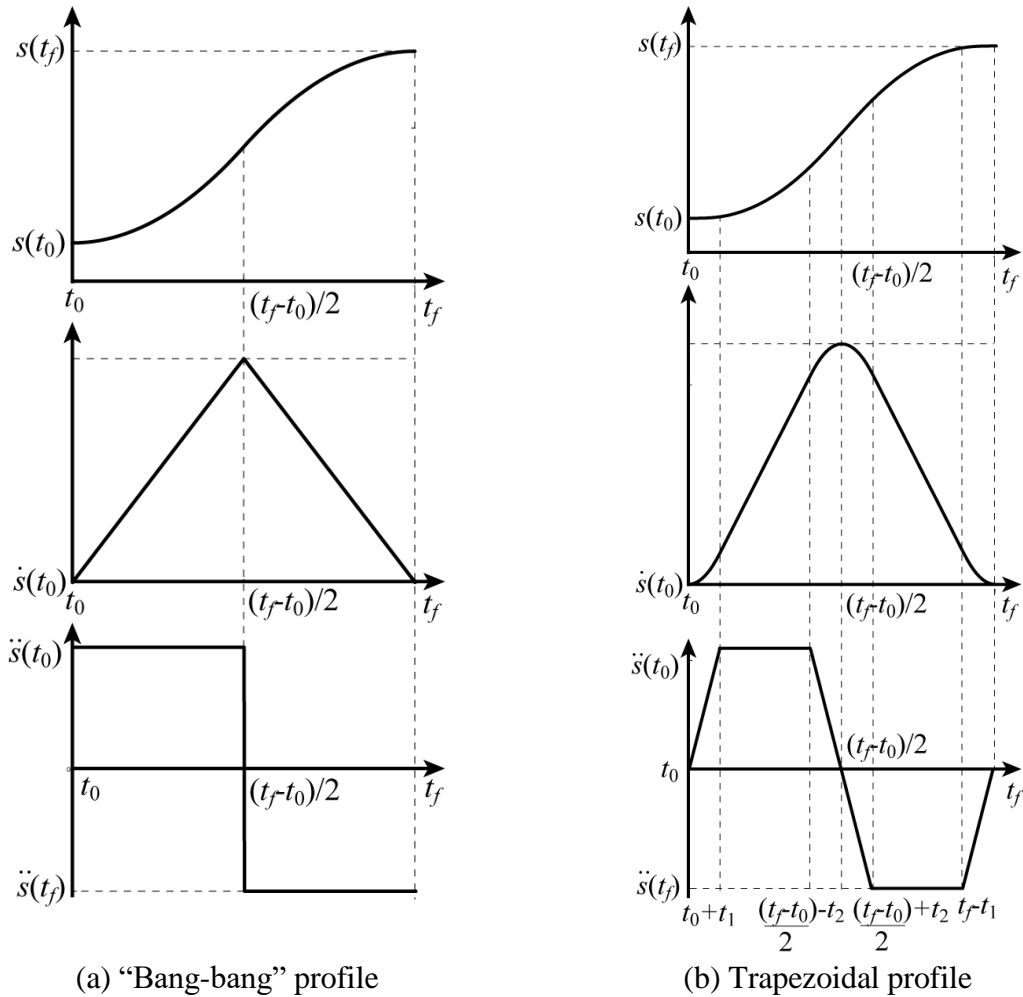 s(t_f)
s(t_0)
t_0
(t_f-t_0)/2
t_f
ṡ(t_0)
t_0
(t_f-t_0)/2
t_f
s̈(t_0)
t_0
(t_f-t_0)/2
t_f
s̈(t_f)
(a) “Bang-bang” profile
s(t_f)
s(t_0)
t_0
(t_f-t_0)/2
t_f
ṡ(t_0)
t_0
(t_f-t_0)/2
t_f
s̈(t_0)
(t_f-t_0)/2
t_0
t_f
s̈(t_f)
t_0+t_1
(t_f-t_0)/2-t_2
(t_f-t_0)/2+t_2
t_f-t_1
(b) Trapezoidal profile